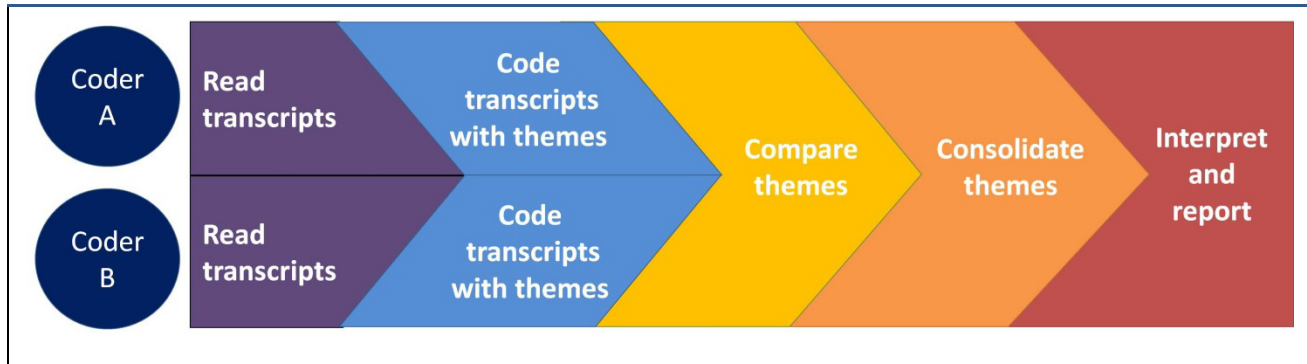 Coder
A
Read
transcripts
Code
transcripts
with themes
Coder
B
Read
transcripts
Code
transcripts
with themes
Compare
themes
Consolidate
themes
Interpret
and
report